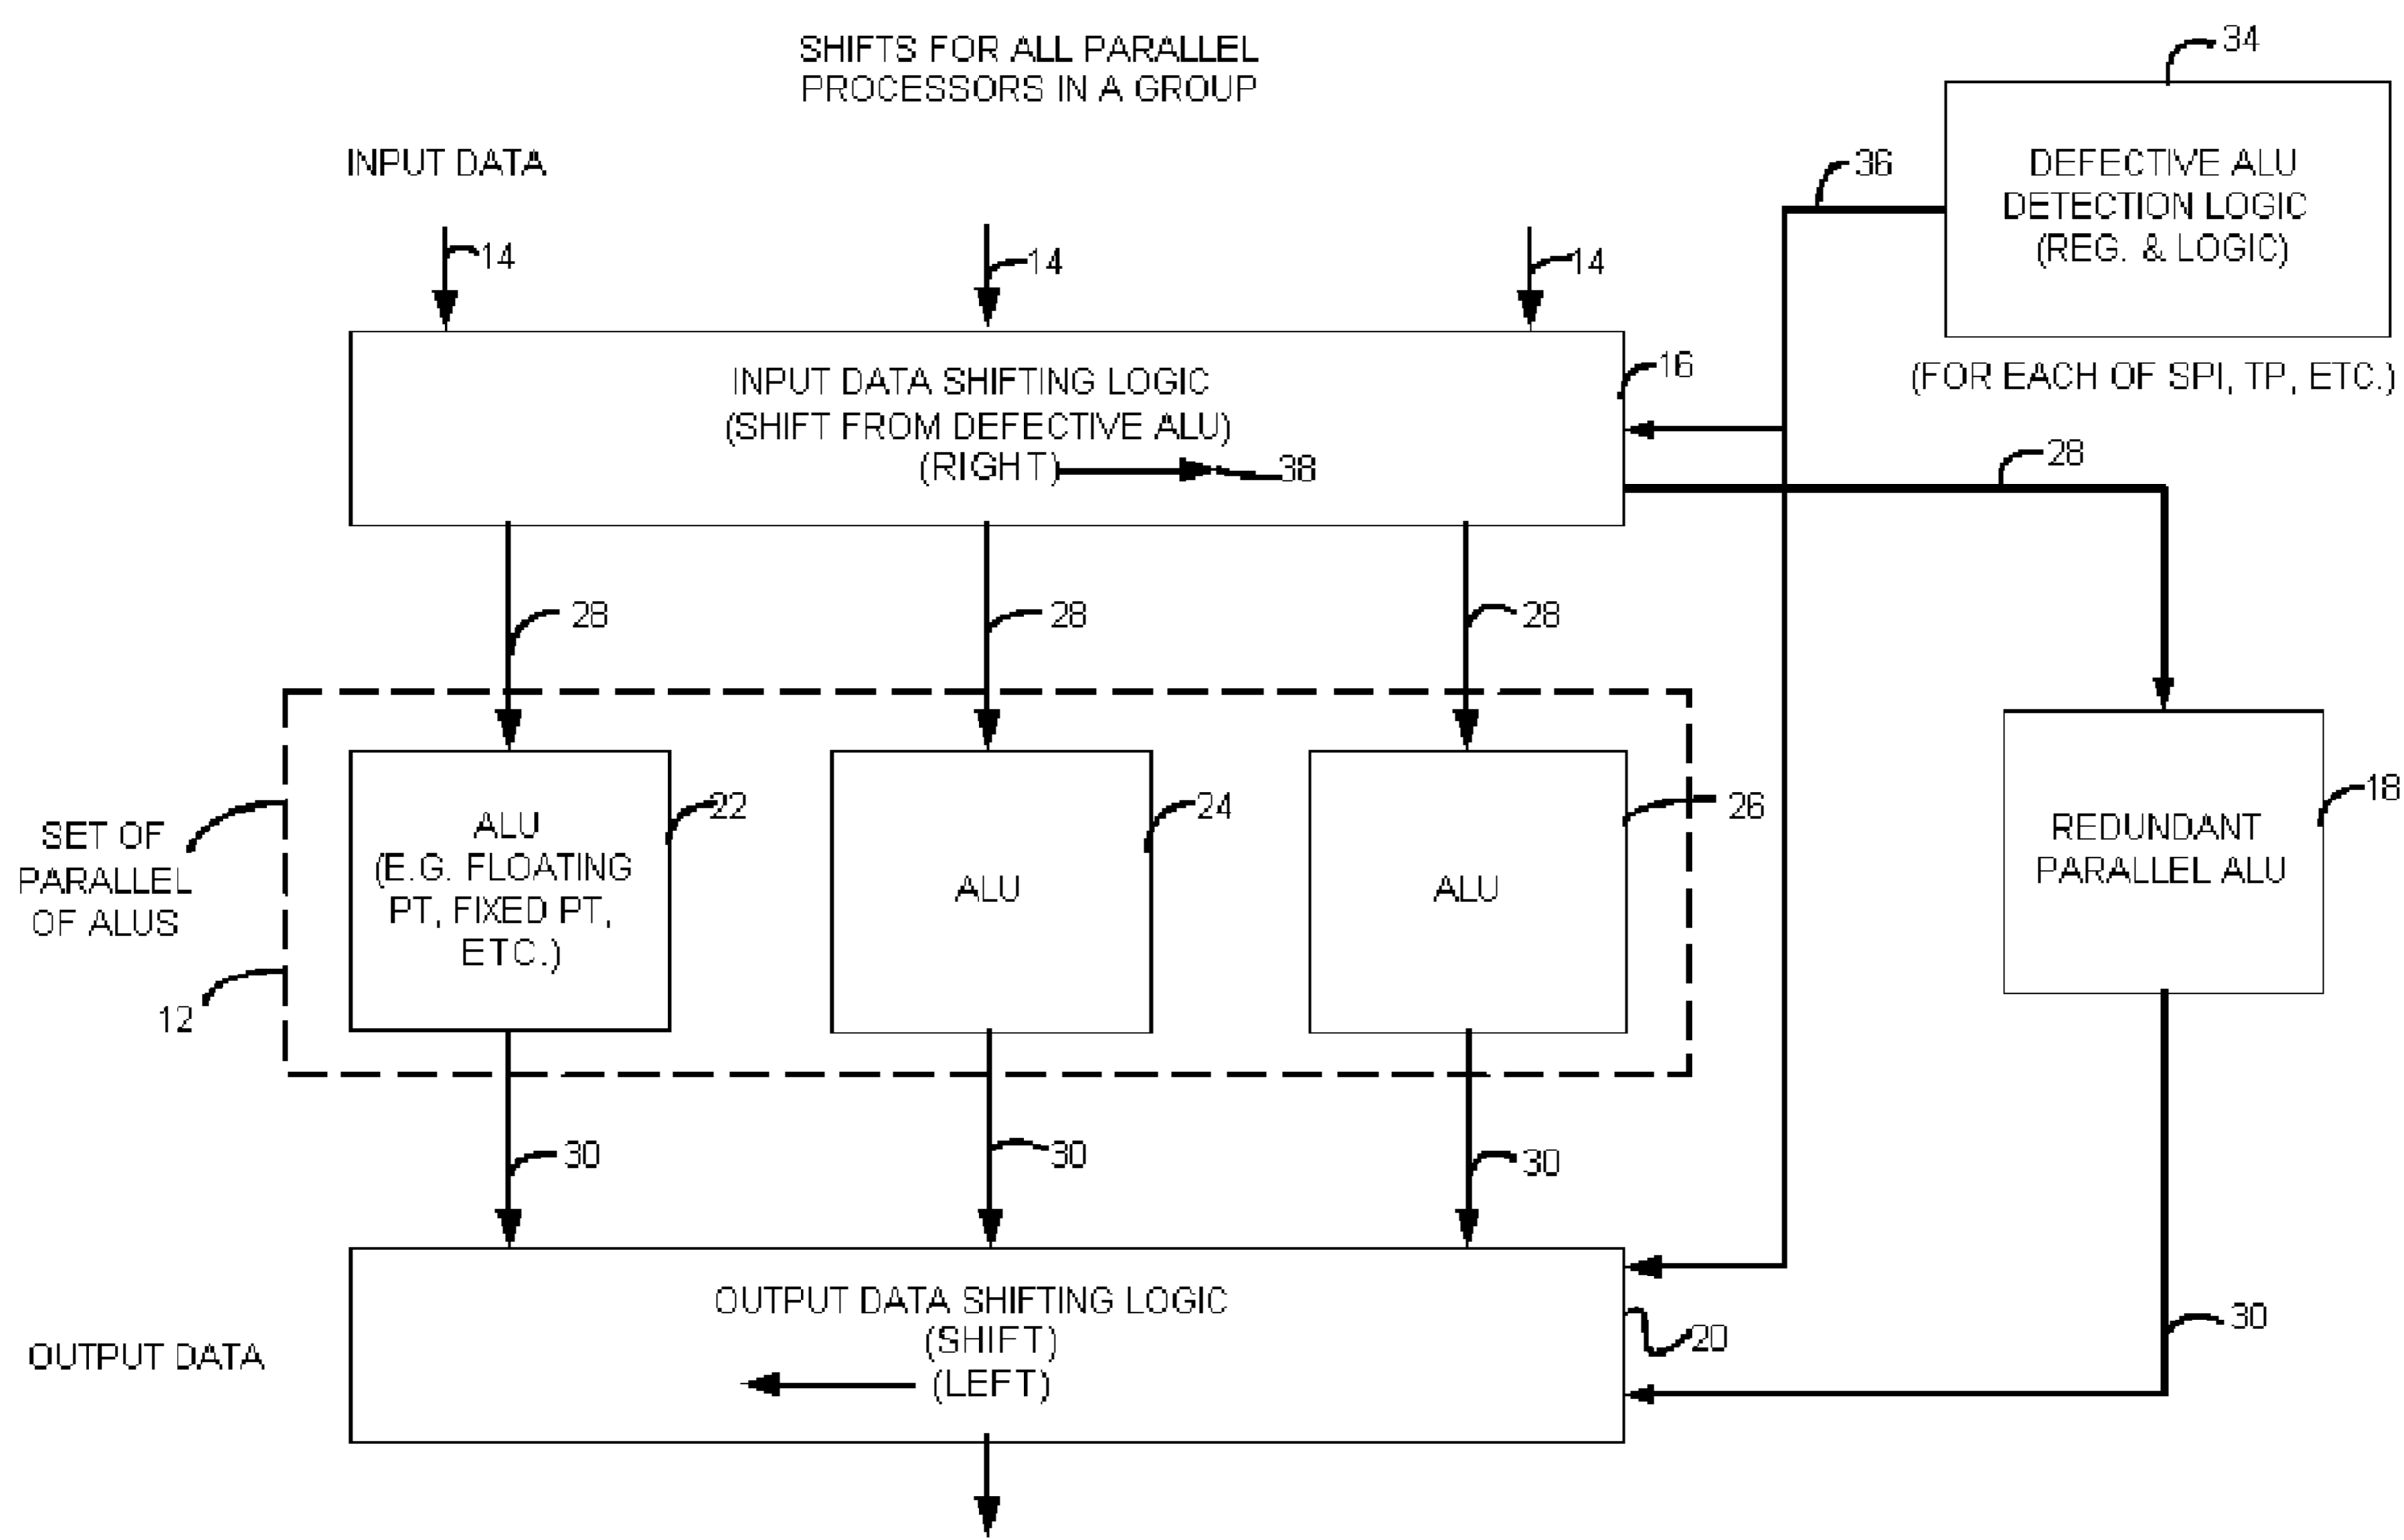 SHIFTS FOR ALL PARALLEL
PROCESSORS IN A GROUP
34
INPUT DATA
36
DEFECTIVE ALU
DETECTION LOGIC
(REG. & LOGIC)
14
14
14
(FOR EACH OF SPI, TP, ETC.)
INPUT DATA SHIFTING LOGIC
(SHIFT FROM DEFECTIVE ALU)
(RIGHT)
38
16
28
28
28
28
SET OF
PARALLEL
OF ALUS
12
ALU
(E.G. FLOATING
PT, FIXED PT,
ETC.)
22
ALU
24
ALU
26
REDUNDANT
PARALLEL ALU
18
30
30
30
30
OUTPUT DATA
OUTPUT DATA SHIFTING LOGIC
(SHIFT)
(LEFT)
20